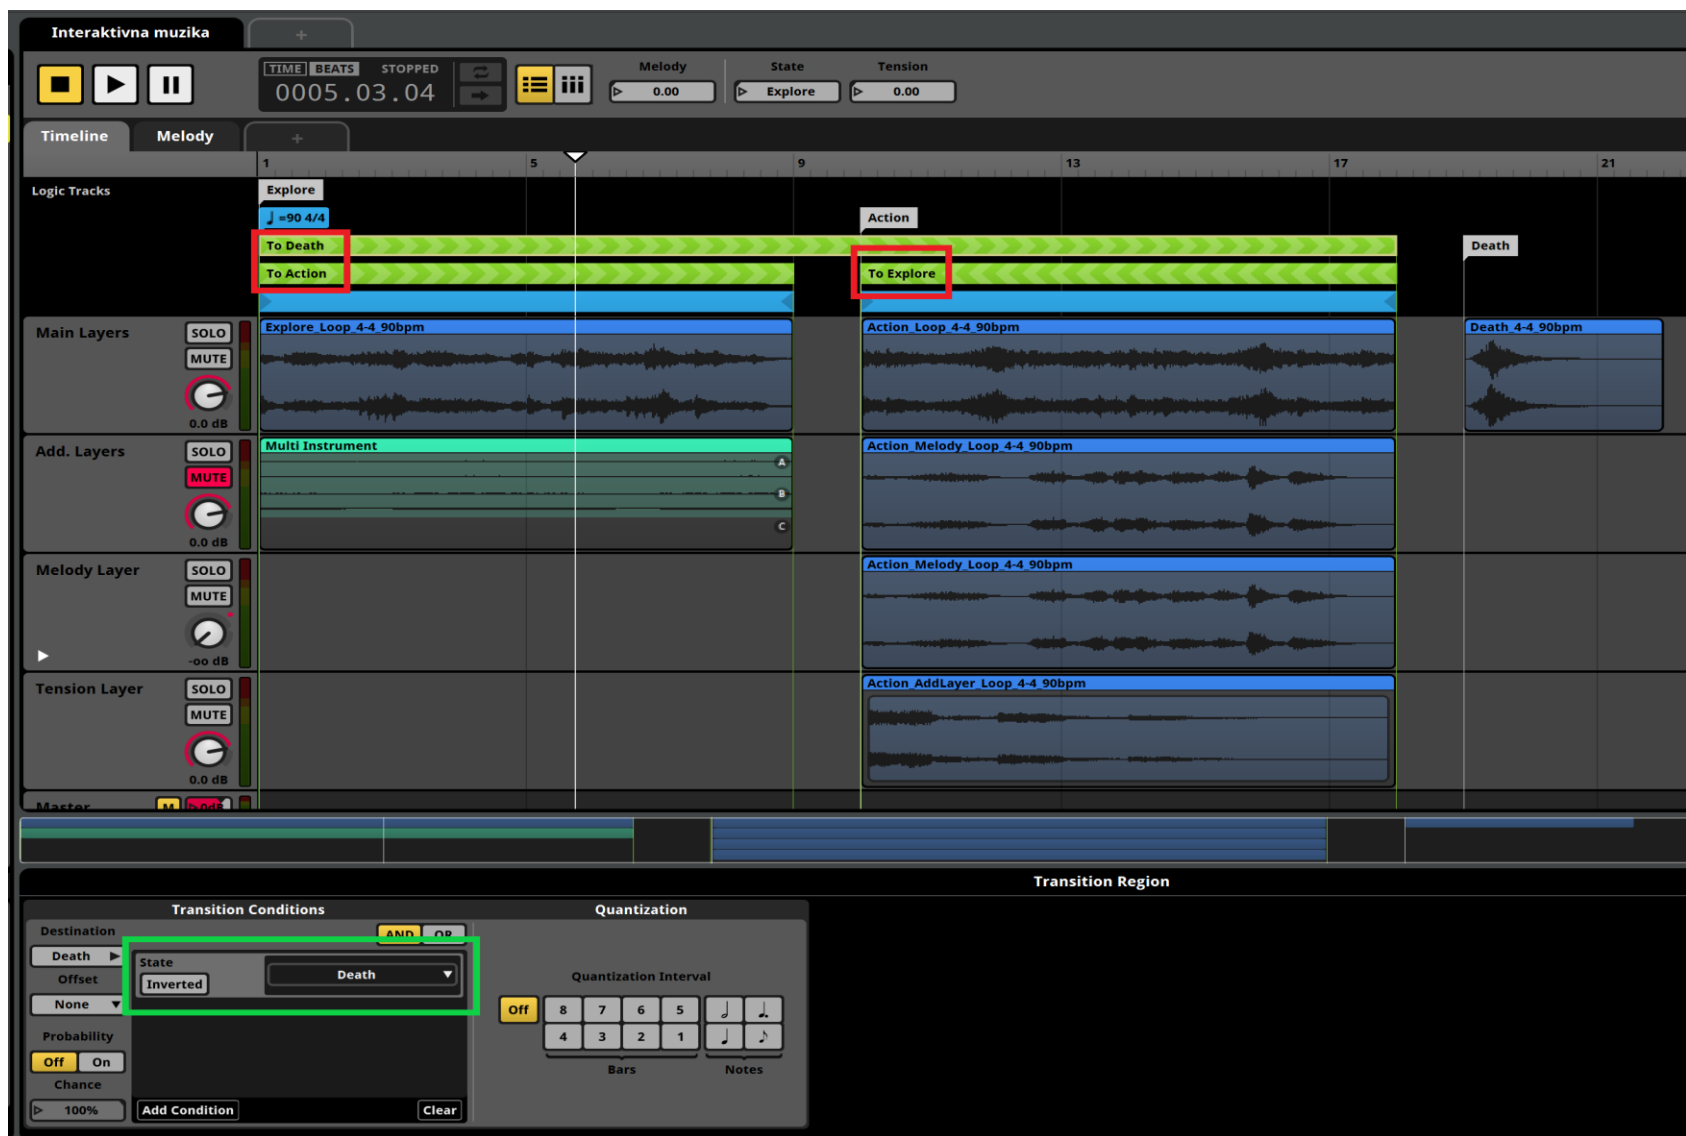 Interaktivna muzika
+
TIME BEATS STOPPED
0005.03.04
Melody
0.00
State
Explore
Tension
0.00
Timeline
Melody
+
1 5 9 13 17 21
Logic Tracks
Explore
=90 4/4
Action
To Death
Death
To Action
To Explore
Main Layers
SOLO
MUTE
0.0 dB
Explore_Loop_4-4_90bpm
Action_Loop_4-4_90bpm
Death_4-4_90bpm
Add. Layers
SOLO
MUTE
0.0 dB
Multi Instrument
A
B
C
Action_Melody_Loop_4-4_90bpm
Melody Layer
SOLO
MUTE
-oo dB
Action_Melody_Loop_4-4_90bpm
Tension Layer
SOLO
MUTE
0.0 dB
Action_AddLayer_Loop_4-4_90bpm
Master
M
0dB
Transition Region
Transition Conditions
Quantization
Destination
Death
Offset
None
Probability
Off On
Chance
100%
AND OR
State
Inverted
Death
Add Condition
Clear
Quantization Interval
Off
8 7 6 5
4 3 2 1
Bars
Notes